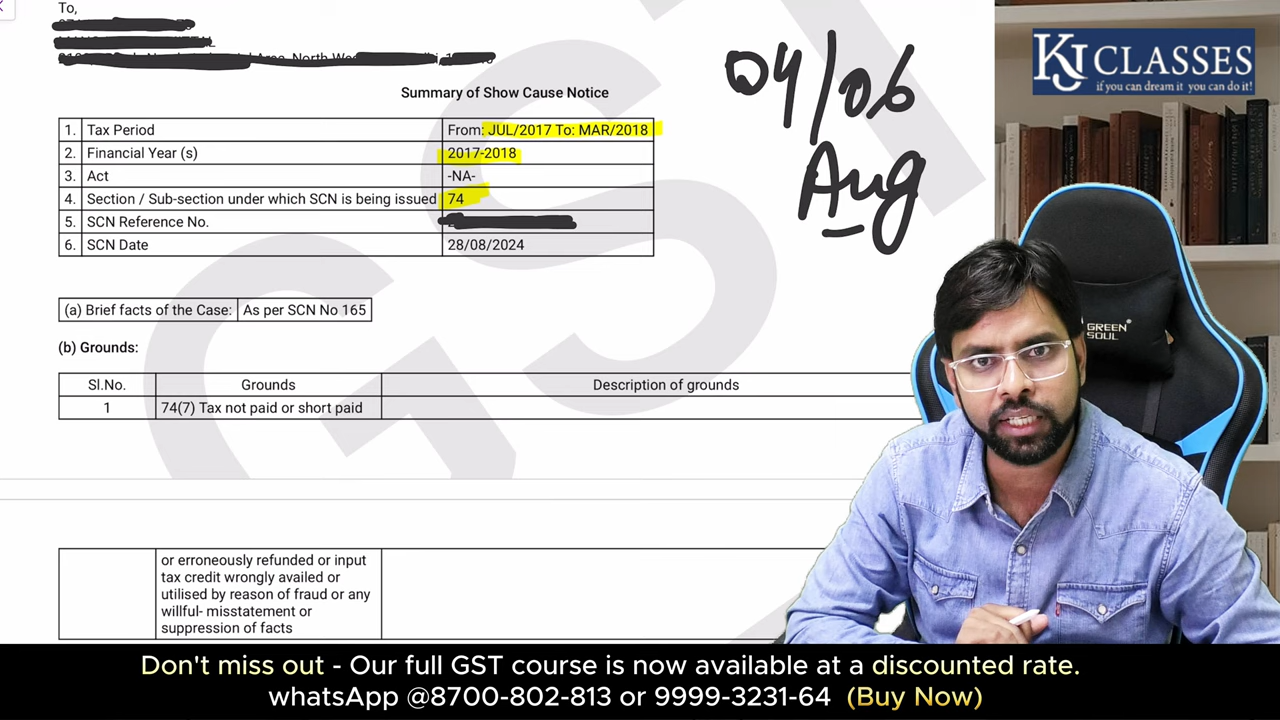 To,
Summary of Show Cause Notice
1. Tax Period From: JUL/2017 To: MAR/2018
2. Financial Year (s) 2017-2018
3. Act -NA-
4. Section / Sub-section under which SCN is being issued 74
5. SCN Reference No.
6. SCN Date 28/08/2024
(a) Brief facts of the Case: As per SCN No 165
(b) Grounds:
Sl.No. Grounds Description of grounds
1 74(7) Tax not paid or short paid
or erroneously refunded or input
tax credit wrongly availed or
utilised by reason of fraud or any
willful- misstatement or
suppression of facts
GST
04/06
Aug
KJ CLASSES
if you can dream it you can do it!
GREEN
SOUL
Don't miss out - Our full GST course is now available at a discounted rate.
whatsApp @8700-802-813 or 9999-3231-64 (Buy Now)